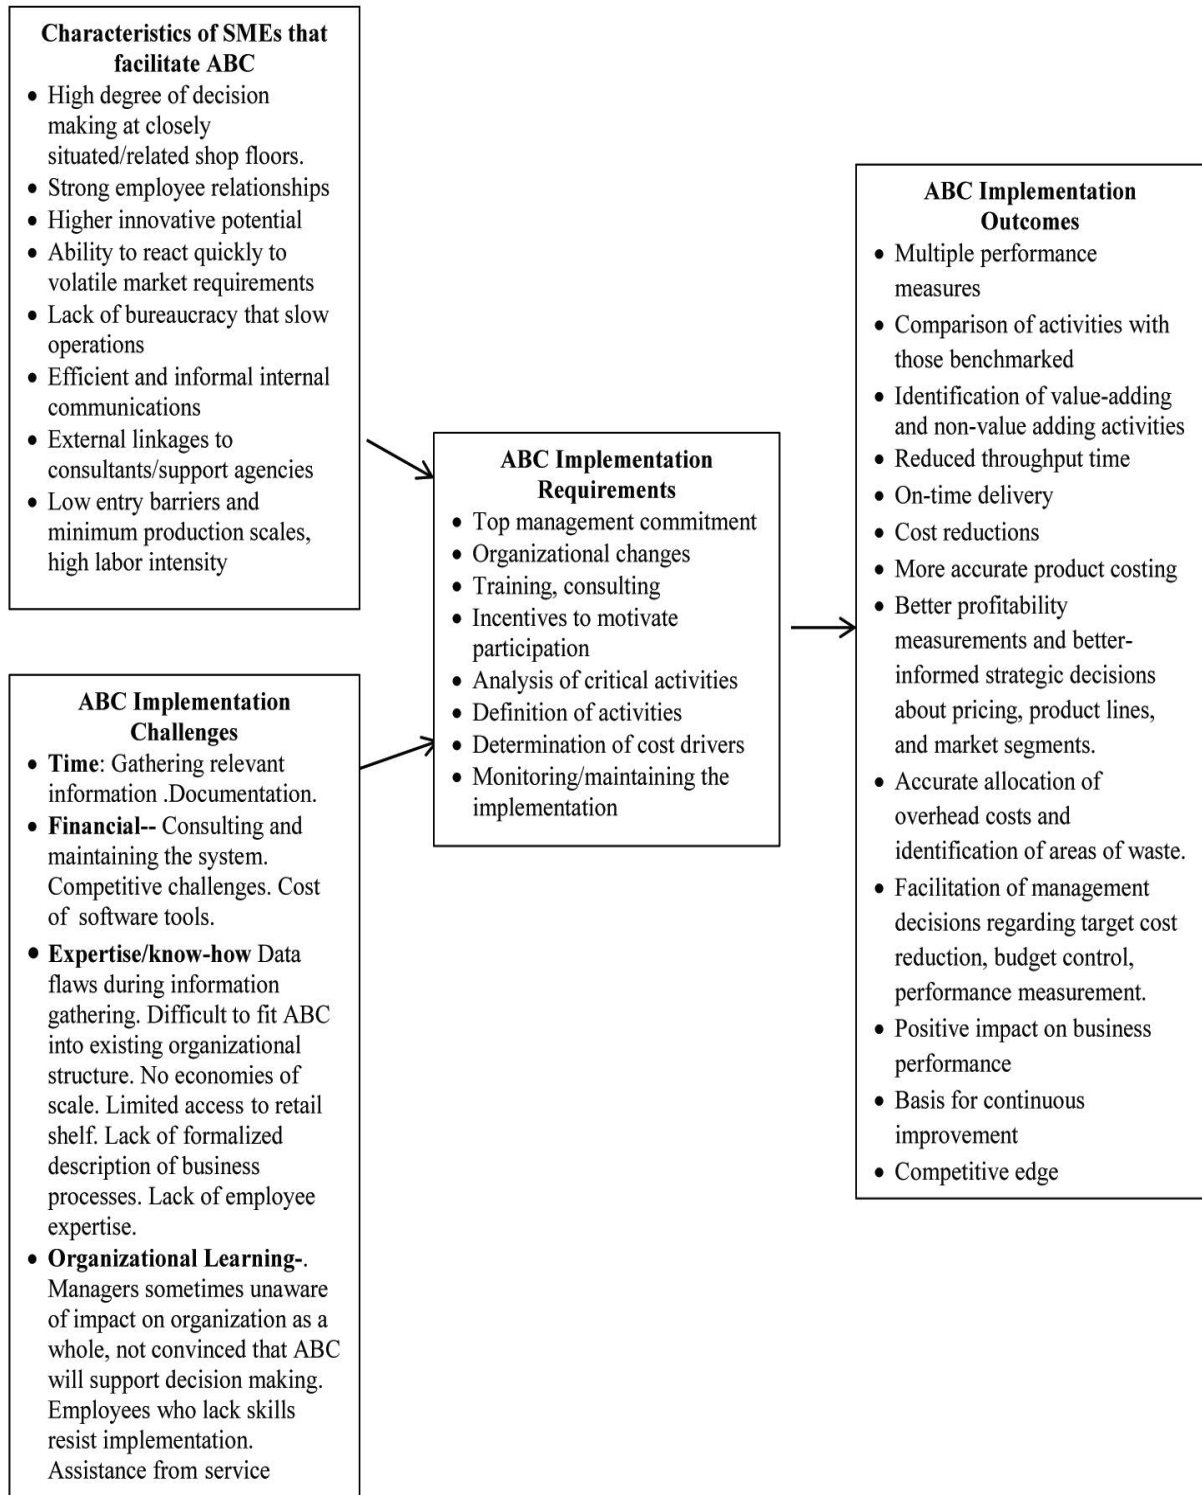 Characteristics of SMEs that
facilitate ABC
• High degree of decision
making at closely
situated/related shop floors.
• Strong employee relationships
• Higher innovative potential
• Ability to react quickly to
volatile market requirements
• Lack of bureaucracy that slow
operations
• Efficient and informal internal
communications
• External linkages to
consultants/support agencies
• Low entry barriers and
minimum production scales,
high labor intensity
ABC Implementation
Challenges
• Time: Gathering relevant
information .Documentation.
• Financial-- Consulting and
maintaining the system.
Competitive challenges. Cost
of software tools.
• Expertise/know-how Data
flaws during information
gathering. Difficult to fit ABC
into existing organizational
structure. No economies of
scale. Limited access to retail
shelf. Lack of formalized
description of business
processes. Lack of employee
expertise.
• Organizational Learning-.
Managers sometimes unaware
of impact on organization as a
whole, not convinced that ABC
will support decision making.
Employees who lack skills
resist implementation.
Assistance from service
ABC Implementation
Requirements
• Top management commitment
• Organizational changes
• Training, consulting
• Incentives to motivate
participation
• Analysis of critical activities
• Definition of activities
• Determination of cost drivers
• Monitoring/maintaining the
implementation
ABC Implementation
Outcomes
• Multiple performance
measures
• Comparison of activities with
those benchmarked
• Identification of value-adding
and non-value adding activities
• Reduced throughput time
• On-time delivery
• Cost reductions
• More accurate product costing
• Better profitability
measurements and better-
informed strategic decisions
about pricing, product lines,
and market segments.
• Accurate allocation of
overhead costs and
identification of areas of waste.
• Facilitation of management
decisions regarding target cost
reduction, budget control,
performance measurement.
• Positive impact on business
performance
• Basis for continuous
improvement
• Competitive edge